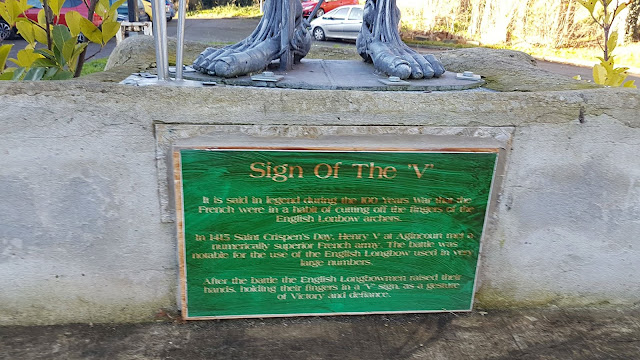 Sign Of The 'V'
It is said in legend during the 100 Years War that the
French were in a habit of cutting off the fingers of the
English Lonbow archers.
In 1415 Saint Crispen's Day, Henry V at Agincourt met a
numerically superior French army. The battle was
notable for the use of the English Longbow used in very
large numbers.
After the battle the English Longbowmen raised their
hands, holding their fingers in a 'V' sign, as a gesture
of Victory and defiance.